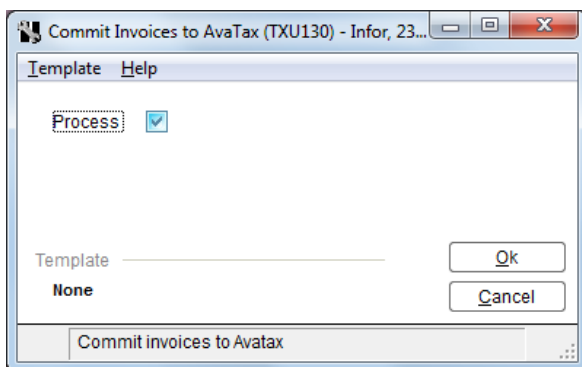 Commit Invoices to AvaTax (TXU130) - Infor, 23...
Template Help
Process
Template
None
Ok
Cancel
Commit invoices to Avatax